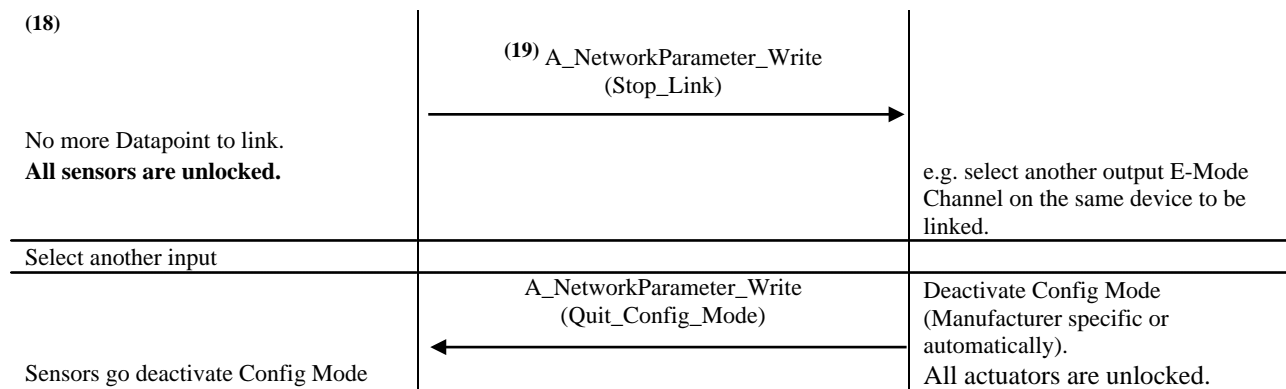 (18)
(19) A_NetworkParameter_Write
(Stop_Link)
No more Datapoint to link.
All sensors are unlocked.
e.g. select another output E-Mode
Channel on the same device to be
linked.
Select another input
A_NetworkParameter_Write
(Quit_Config_Mode)
Deactivate Config Mode
(Manufacturer specific or
automatically).
Sensors go deactivate Config Mode
All actuators are unlocked.